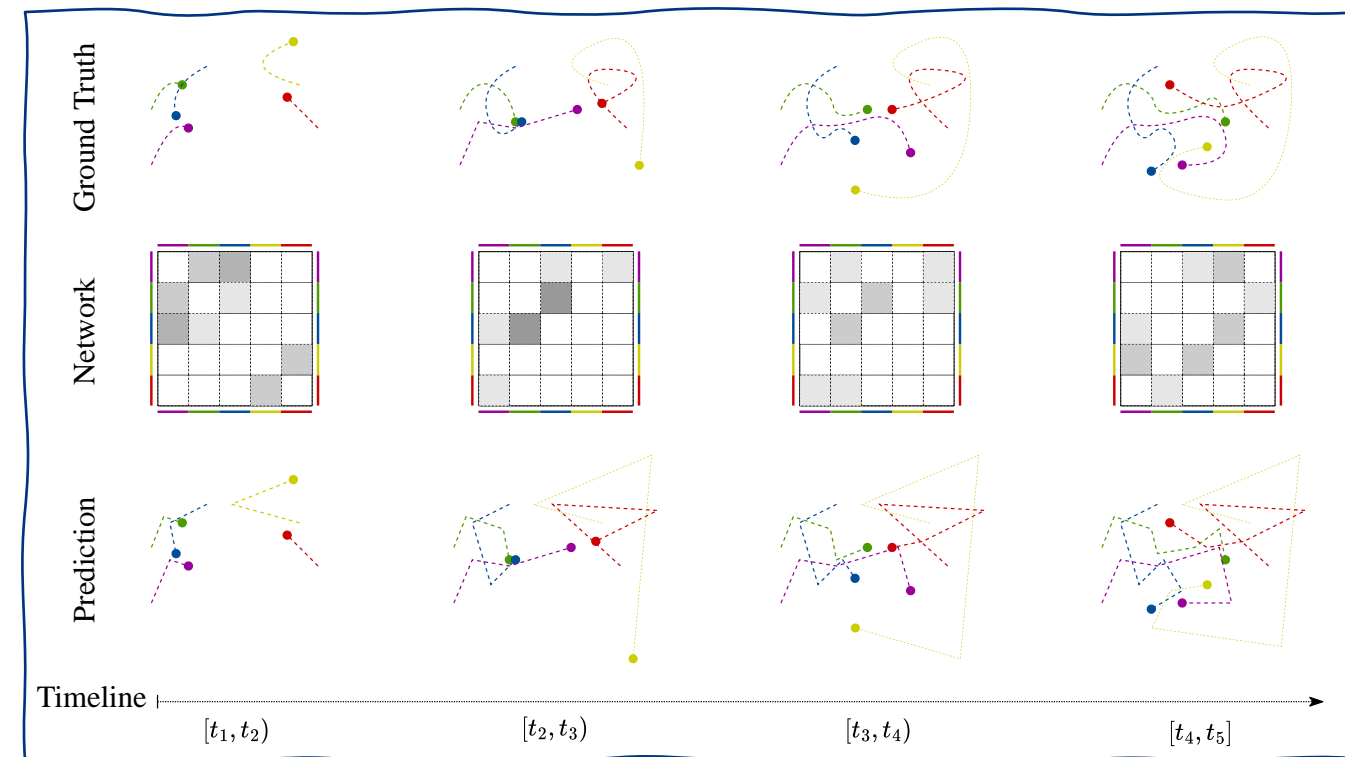 Ground Truth
Network
Prediction
Timeline
[t₁, t₂)
[t₂, t₃)
[t₃, t₄)
[t₄, t₅]